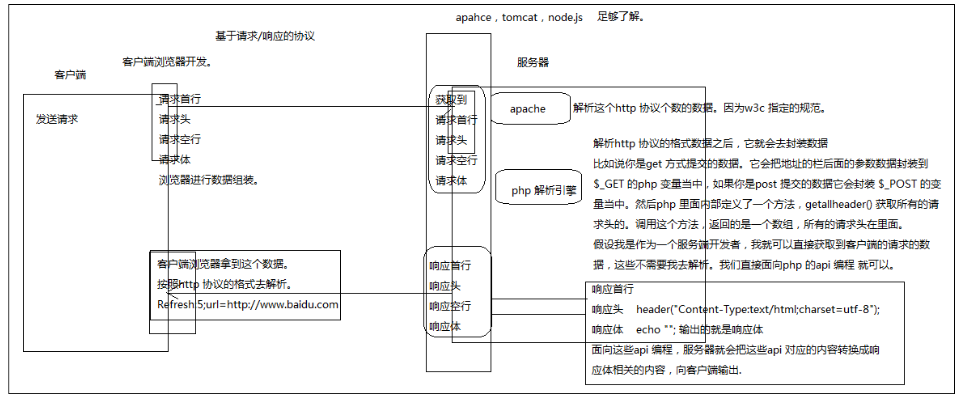 apahce，tomcat，node.js 足够了解。
基于请求/响应的协议
客户端浏览器开发。
服务器
客户端
发送请求
请求首行
请求头
请求空行
请求体
浏览器进行数据组装。
获取到
请求首行
请求头
请求空行
请求体
apache
解析这个http 协议个数的数据。因为w3c 指定的规范。
php 解析引擎
解析http 协议的格式数据之后，它就会去封装数据
比如说你是get 方式提交的数据。它会把地址的栏后面的参数数据封装到
$_GET 的php 变量当中，如果你是post 提交的数据它会封装 $_POST 的变
量当中。然后php 里面内部定义了一个方法，getallheader() 获取所有的请
求头的。调用这个方法，返回的是一个数组，所有的请求头在里面。
假设我是作为一个服务端开发者，我就可以直接获取到客户端的请求的数
据，这些不需要我去解析。我们直接面向php 的api 编程 就可以。
客户端浏览器拿到这个数据。
按照http 协议的格式去解析。
Refresh:5;url=http://www.baidu.com
响应首行
响应头
响应空行
响应体
响应首行
响应头 header("Content-Type:text/html;charset=utf-8");
响应体 echo ""; 输出的就是响应体
面向这些api 编程，服务器就会把这些api 对应的内容转换成响
应体相关的内容，向客户端输出.